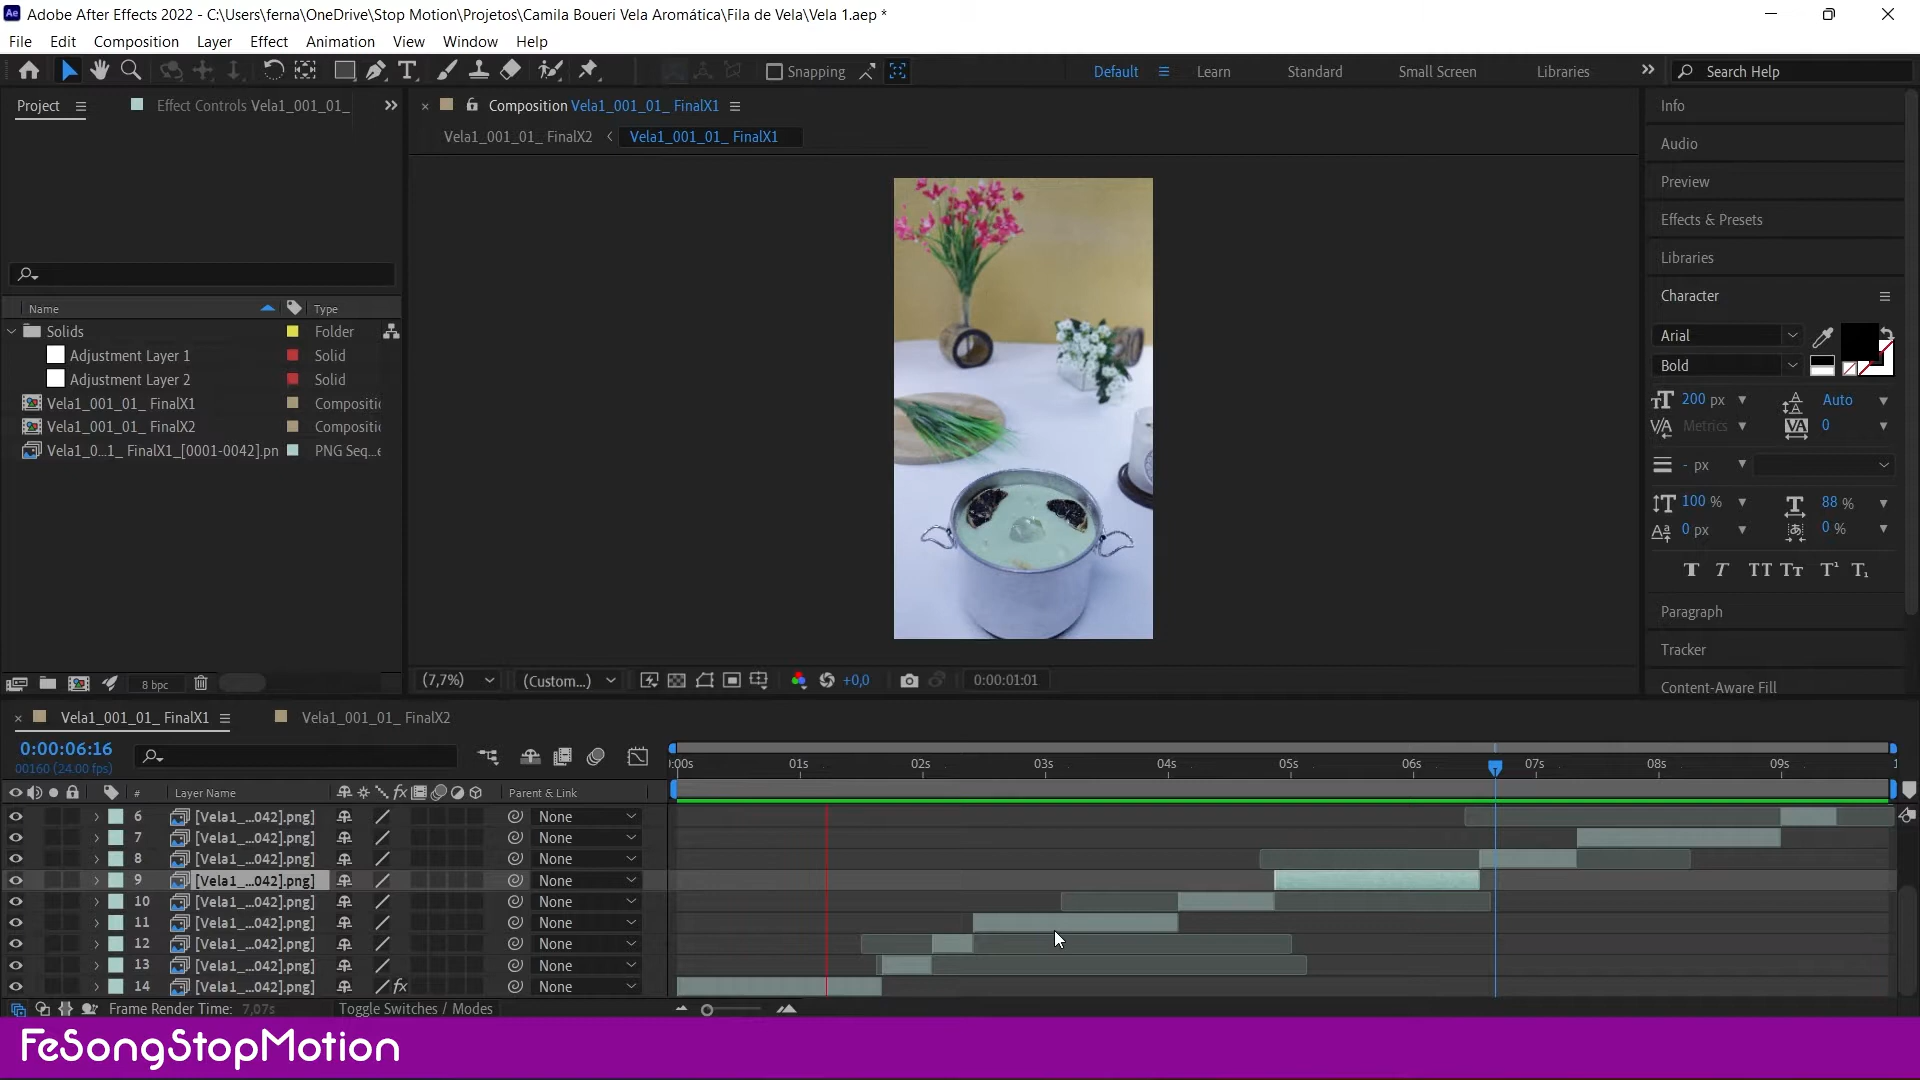 Adobe After Effects 2022 - C:\Users\ferna\OneDrive\Stop Motion\Projetos\Camila Boueri Vela Aromática\Fila de Vela\Vela 1.aep *
File Edit Composition Layer Effect Animation View Window Help
Snapping Default Learn Standard Small Screen Libraries Search Help
Project Effect Controls Vela1_001_01_
Composition Vela1_001_01_ FinalX1
Vela1_001_01_ FinalX2 < Vela1_001_01_ FinalX1
Name Type
Solids Folder
Adjustment Layer 1 Solid
Adjustment Layer 2 Solid
Vela1_001_01_ FinalX1 Compositic
Vela1_001_01_ FinalX2 Compositic
Vela1_0...1_ FinalX1_[0001-0042].pn PNG Seq...e
8 bpc
(7,7%) (Custom...) +0,0 0:00:01:01
Info
Audio
Preview
Effects & Presets
Libraries
Character
Arial
Bold
200 px Auto
Metrics 0
- px
100 % 88 %
0 px 0 %
Paragraph
Tracker
Content-Aware Fill
Vela1_001_01_ FinalX1 Vela1_001_01_ FinalX2
0:00:06:16
00160 (24.00 fps)
:00s 01s 02s 03s 04s 05s 06s 07s 08s 09s 1
# Layer Name Parent & Link
6 [Vela1_...042].png] None
7 [Vela1_...042].png] None
8 [Vela1_...042].png] None
9 [Vela1_...042].png] None
10 [Vela1_...042].png] None
11 [Vela1_...042].png] None
12 [Vela1_...042].png] None
13 [Vela1_...042].png] None
14 [Vela1_...042].png] fx None
Frame Render Time: 7,07s Toggle Switches / Modes
FeSongStopMotion